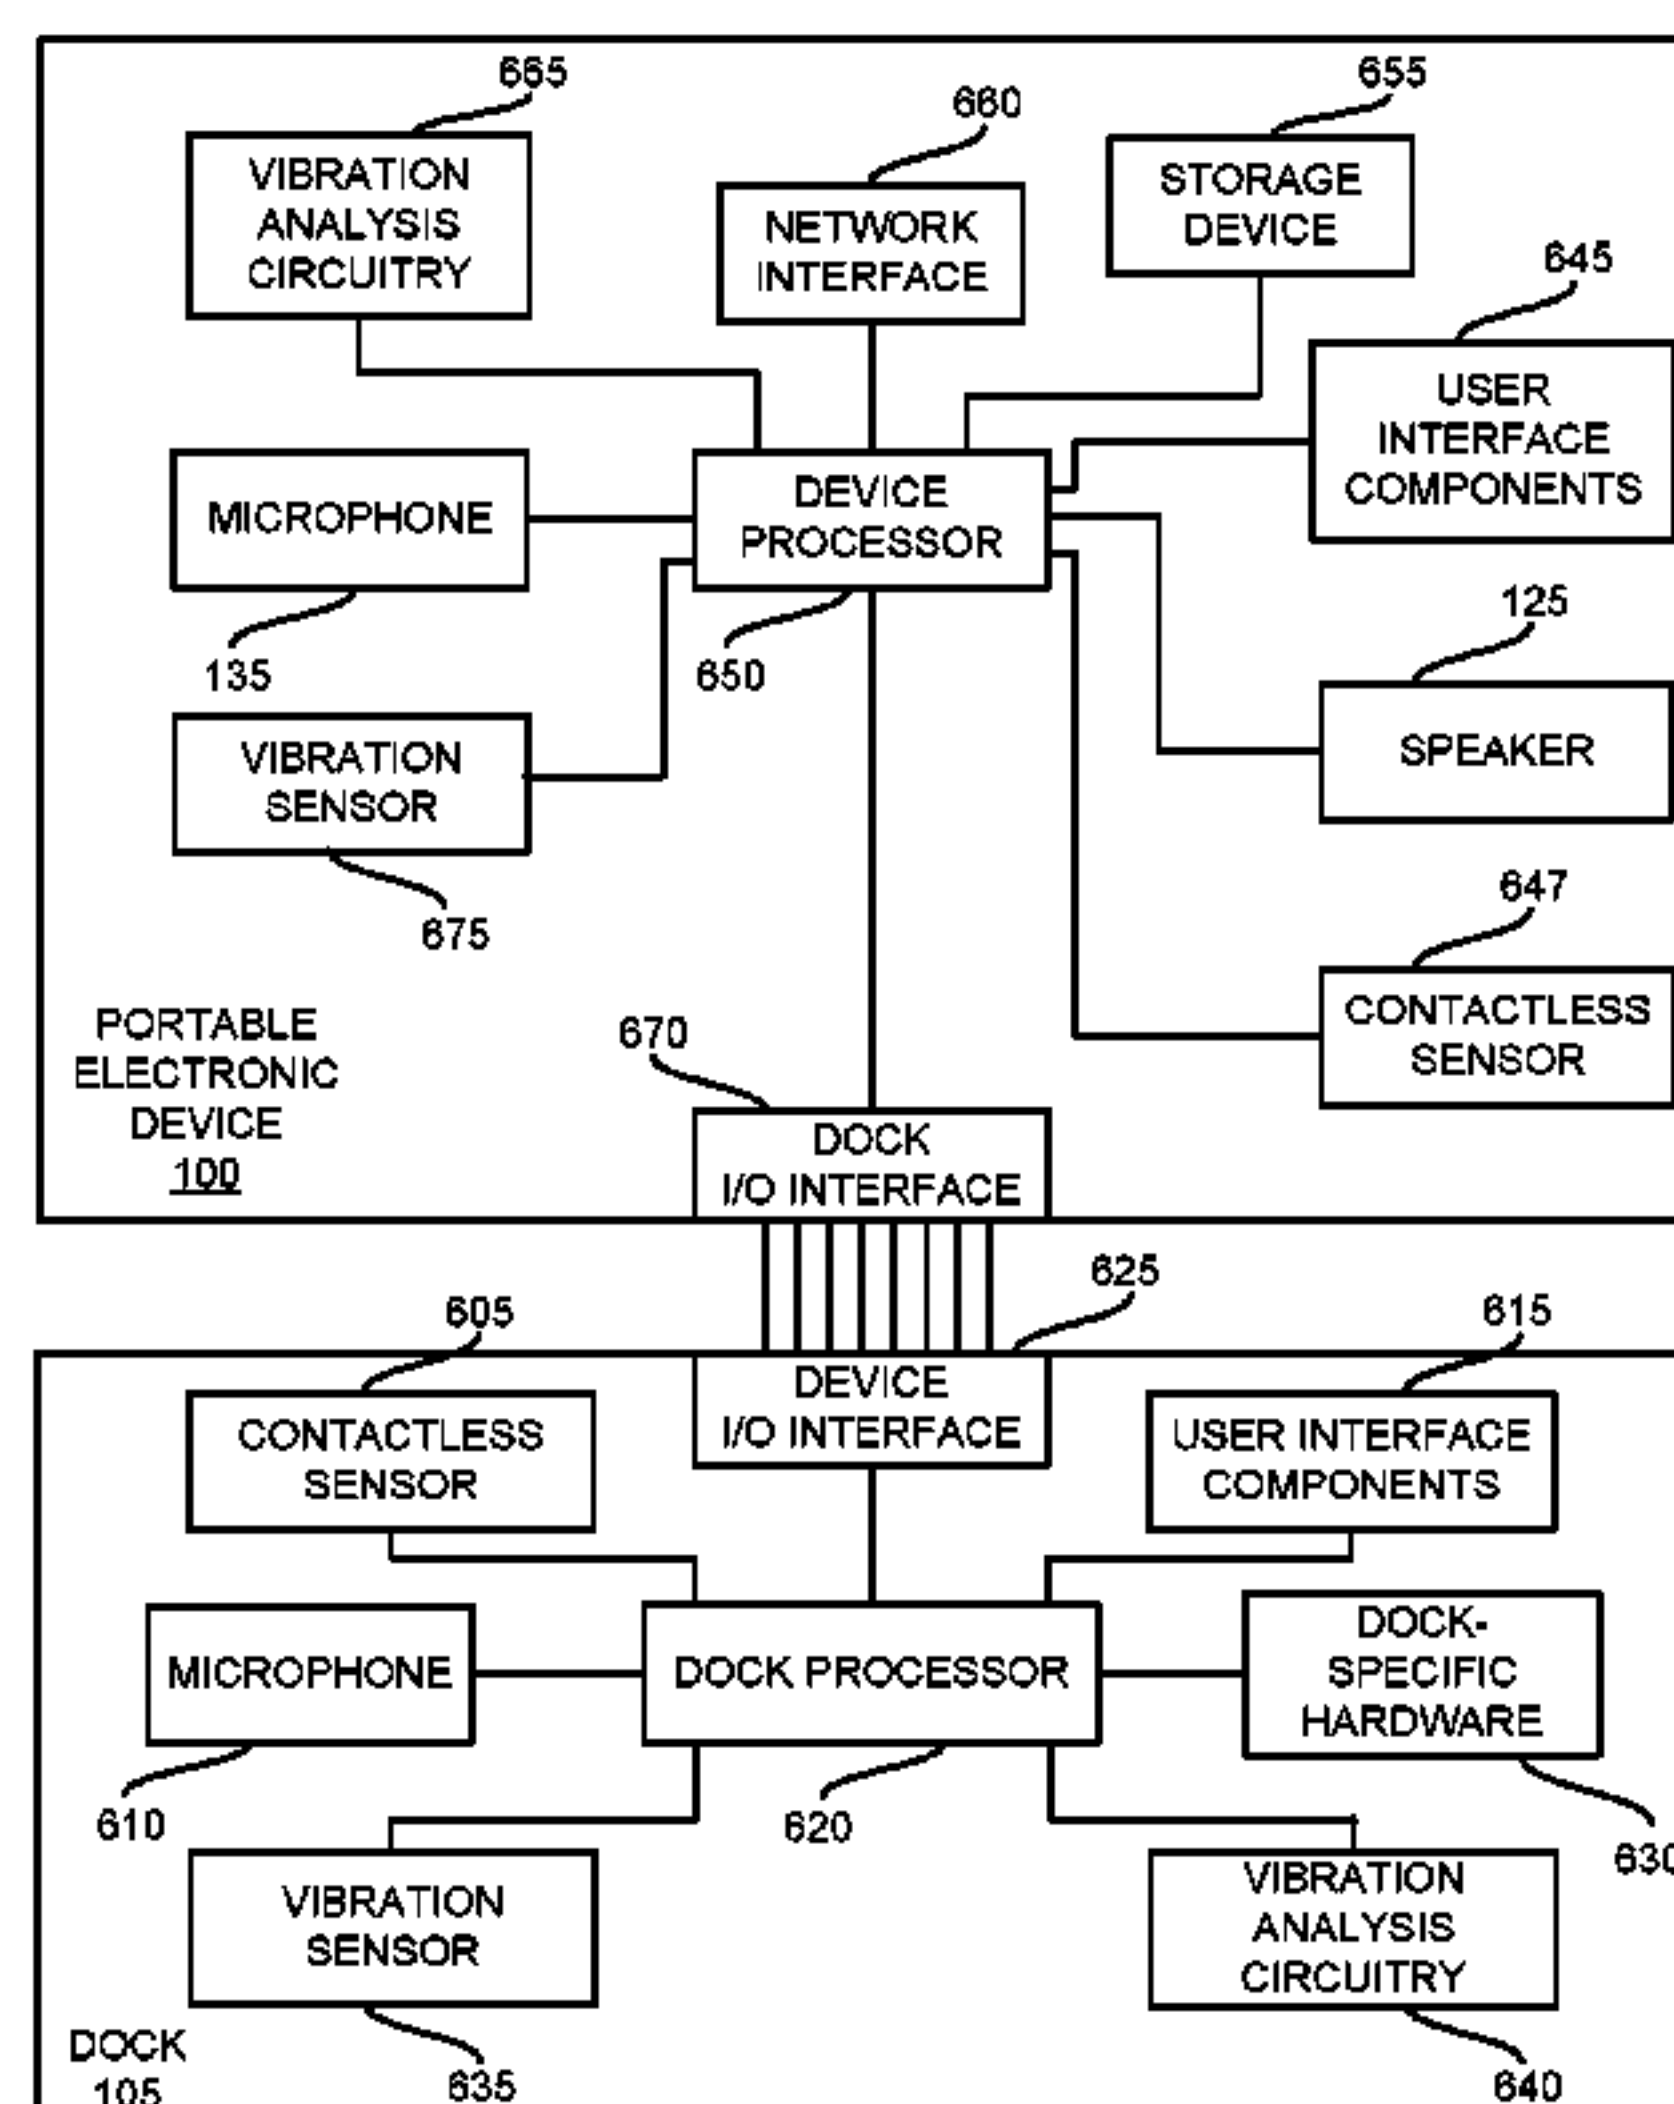 665
655
660
VIBRATION
ANALYSIS
CIRCUITRY
NETWORK
INTERFACE
STORAGE
DEVICE
645
USER
INTERFACE
COMPONENTS
MICROPHONE
DEVICE
PROCESSOR
135
650
125
VIBRATION
SENSOR
SPEAKER
675
647
CONTACTLESS
SENSOR
PORTABLE
ELECTRONIC
DEVICE
100
670
DOCK
I/O INTERFACE
625
605
615
DEVICE
I/O INTERFACE
CONTACTLESS
SENSOR
USER INTERFACE
COMPONENTS
MICROPHONE
DOCK PROCESSOR
DOCK-
SPECIFIC
HARDWARE
610
620
630
VIBRATION
SENSOR
VIBRATION
ANALYSIS
CIRCUITRY
DOCK
105
635
640